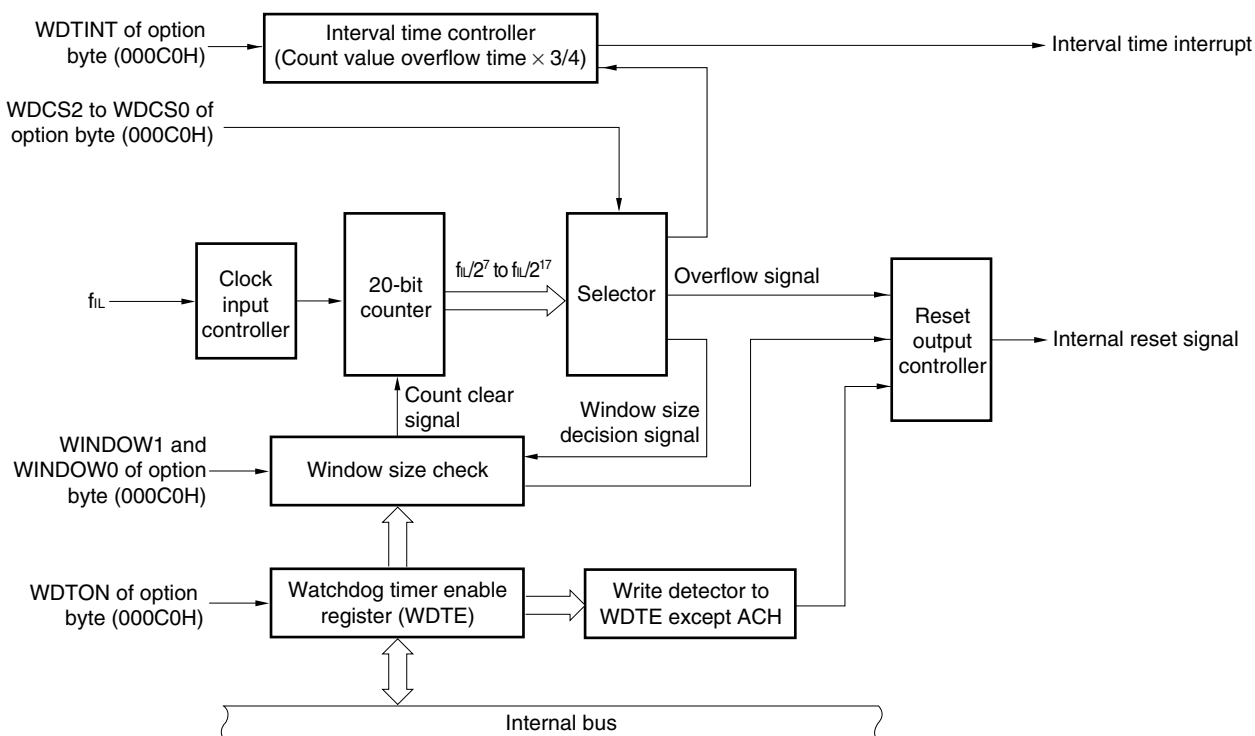 WDTINT of option
byte (000C0H)
Interval time controller
(Count value overflow time × 3/4)
Interval time interrupt
WDCS2 to WDCS0 of
option byte (000C0H)
fIL
Clock
input
controller
20-bit
counter
fIL/2^7 to fIL/2^17
Selector
Overflow signal
Reset
output
controller
Internal reset signal
Count clear
signal
Window size
decision signal
WINDOW1 and
WINDOW0 of option
byte (000C0H)
Window size check
WDTON of option
byte (000C0H)
Watchdog timer enable
register (WDTE)
Write detector to
WDTE except ACH
Internal bus